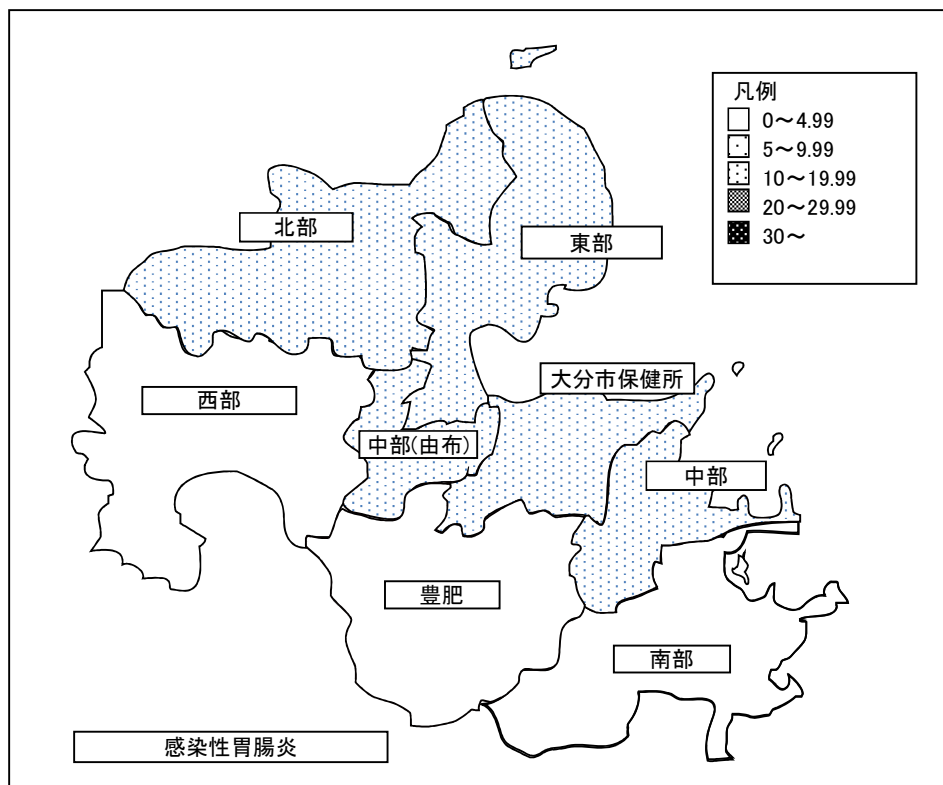 凡例
0～4.99
5～9.99
10～19.99
20～29.99
30～
北部
東部
大分市保健所
西部
中部(由布)
中部
豊肥
南部
感染性胃腸炎